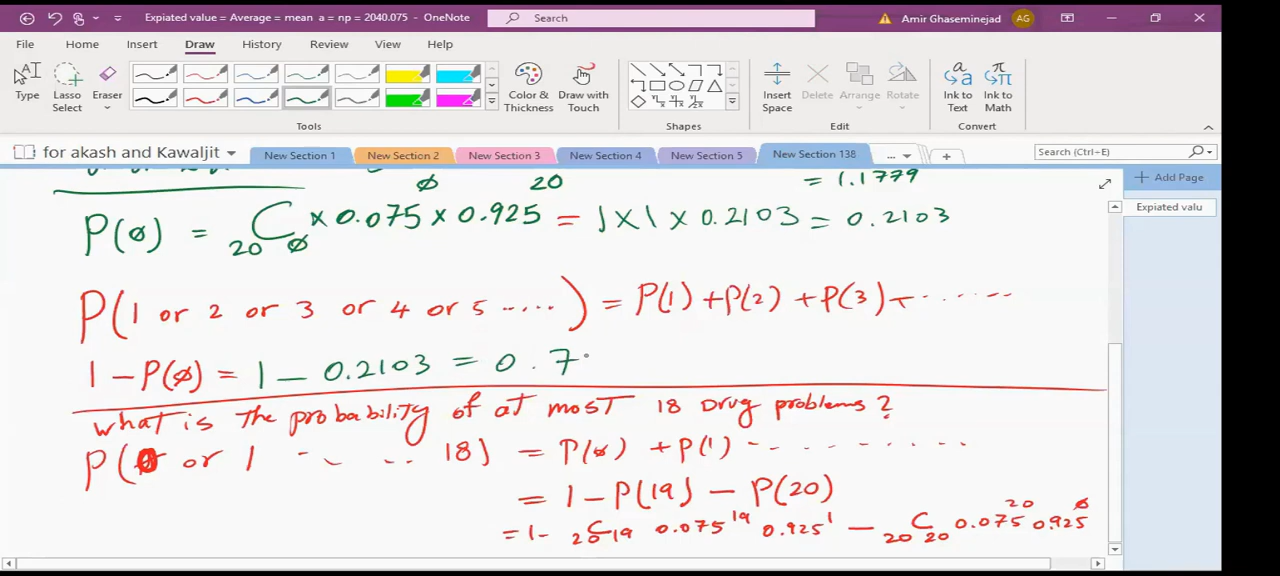 Expiated value = Average = mean a = np = 2040.075 - OneNote
Search
Amir Ghaseminejad AG
File Home Insert Draw History Review View Help
Type
Lasso Select
Eraser
Color & Thickness
Draw with Touch
Insert Space
Delete
Arrange
Rotate
Ink to Text
Ink to Math
Tools
Shapes
Edit
Convert
for akash and Kawaljit
New Section 1
New Section 2
New Section 3
New Section 4
New Section 5
New Section 138
...
Search (Ctrl+E)
Add Page
Expiated valu
= 1.1779
P(ø) = 20Cø × 0.075^ø × 0.925^20 = 1 × 1 × 0.2103 = 0.2103
P(1 or 2 or 3 or 4 or 5 .....) = P(1) + P(2) + P(3) + .......
1 - P(ø) = 1 - 0.2103 = 0.7
what is the probability of at most 18 Drug problems?
P(ø or 1 ..... 18) = P(ø) + P(1) ..........
= 1 - P(19) - P(20)
= 1 - 20C19 0.075^19 0.925^1 - 20C20 0.075^20 0.925^ø